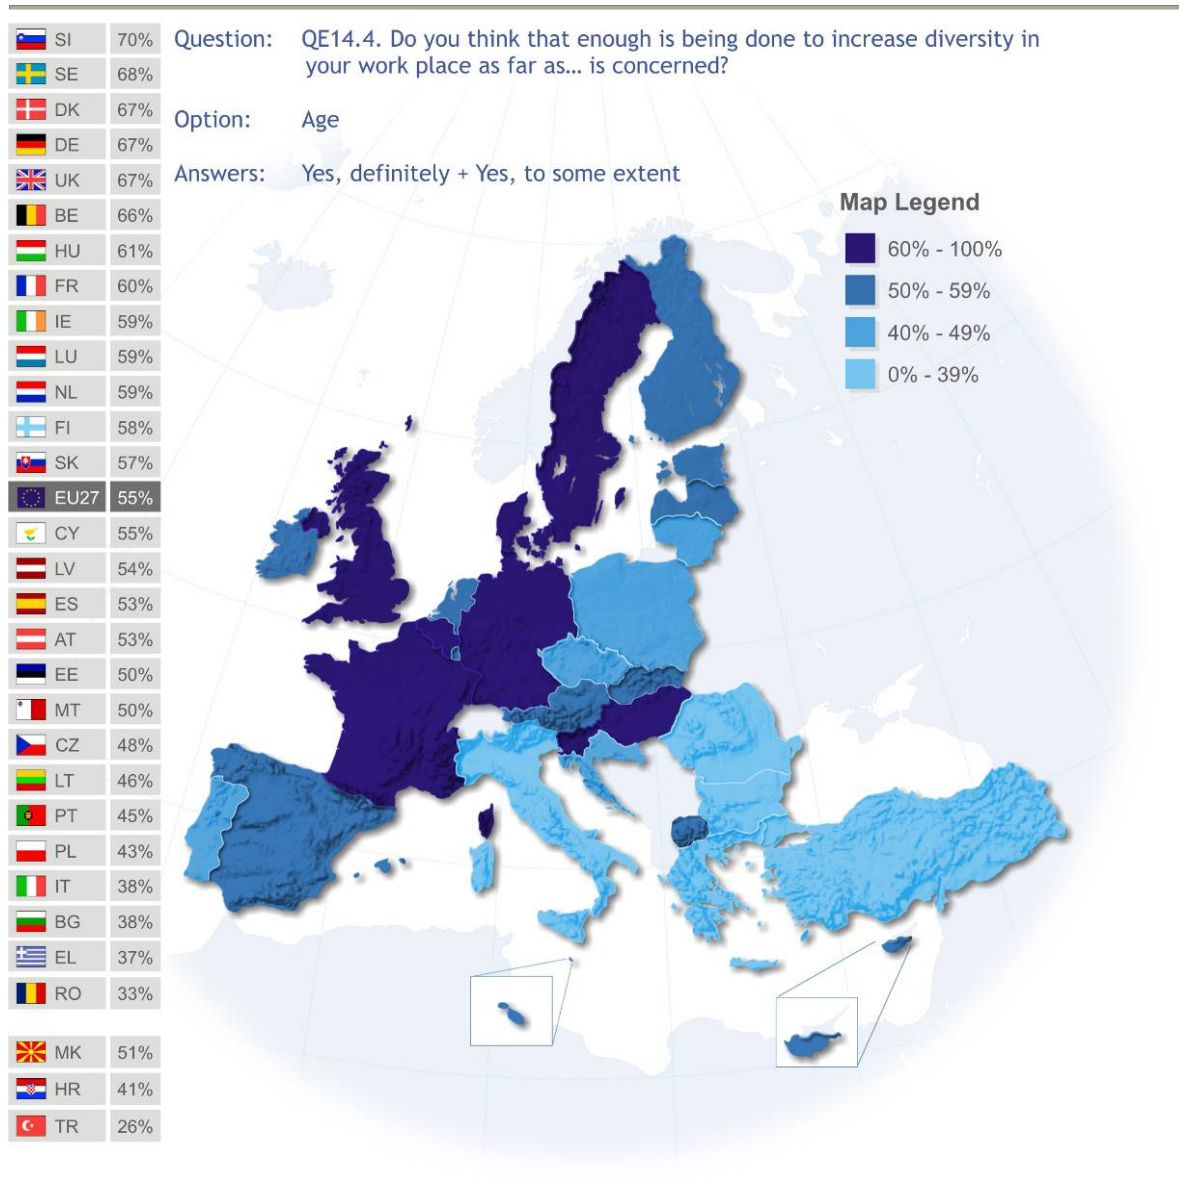 Question: QE14.4. Do you think that enough is being done to increase diversity in
your work place as far as… is concerned?
Option: Age
Answers: Yes, definitely + Yes, to some extent
SI 70%
SE 68%
DK 67%
DE 67%
UK 67%
BE 66%
HU 61%
FR 60%
IE 59%
LU 59%
NL 59%
FI 58%
SK 57%
EU27 55%
CY 55%
LV 54%
ES 53%
AT 53%
EE 50%
MT 50%
CZ 48%
LT 46%
PT 45%
PL 43%
IT 38%
BG 38%
EL 37%
RO 33%
MK 51%
HR 41%
TR 26%
Map Legend
60% - 100%
50% - 59%
40% - 49%
0% - 39%